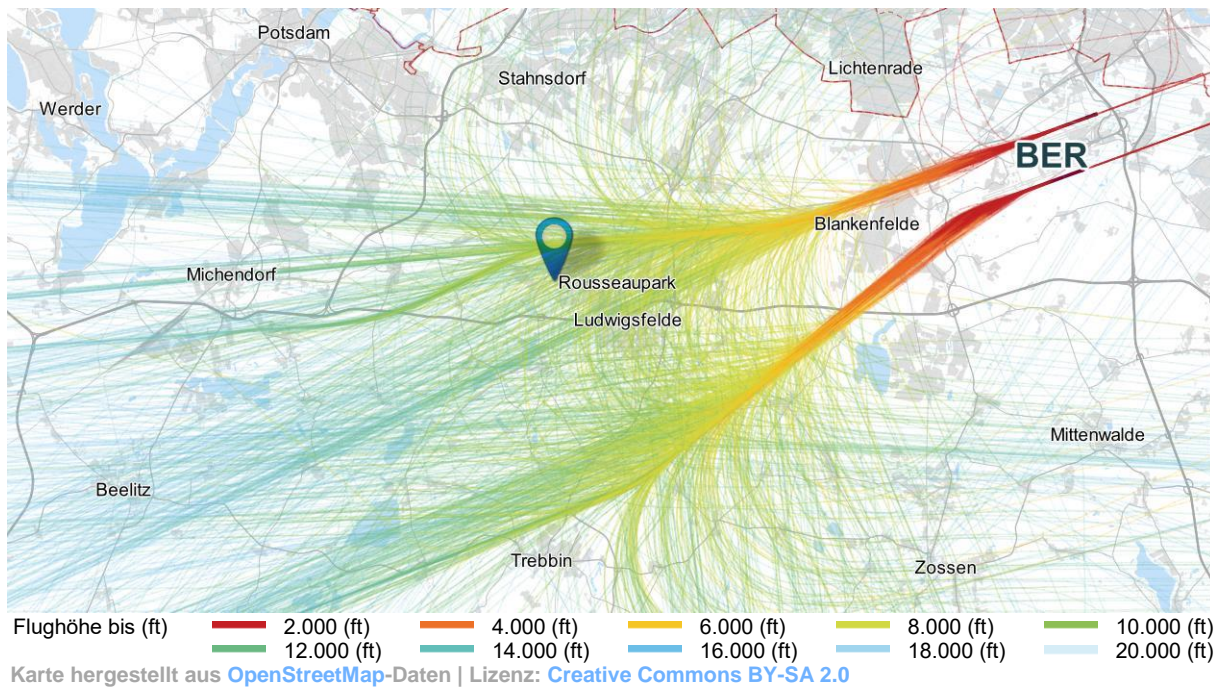 Potsdam
Stahnsdorf
Lichtenrade
Werder
BER
Blankenfelde
Michendorf
Rousseaupark
Ludwigsfelde
Mittenwalde
Beelitz
Trebbin
Zossen
Flughöhe bis (ft) 2.000 (ft) 4.000 (ft) 6.000 (ft) 8.000 (ft) 10.000 (ft)
12.000 (ft) 14.000 (ft) 16.000 (ft) 18.000 (ft) 20.000 (ft)
Karte hergestellt aus OpenStreetMap-Daten | Lizenz: Creative Commons BY-SA 2.0